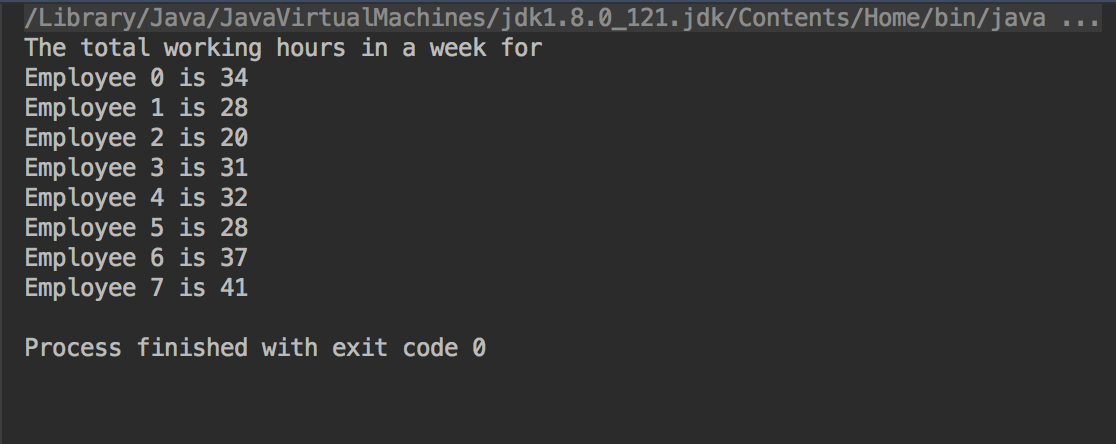 /Library/Java/JavaVirtualMachines/jdk1.8.0_121.jdk/Contents/Home/bin/java ...
The total working hours in a week for
Employee 0 is 34
Employee 1 is 28
Employee 2 is 20
Employee 3 is 31
Employee 4 is 32
Employee 5 is 28
Employee 6 is 37
Employee 7 is 41
Process finished with exit code 0